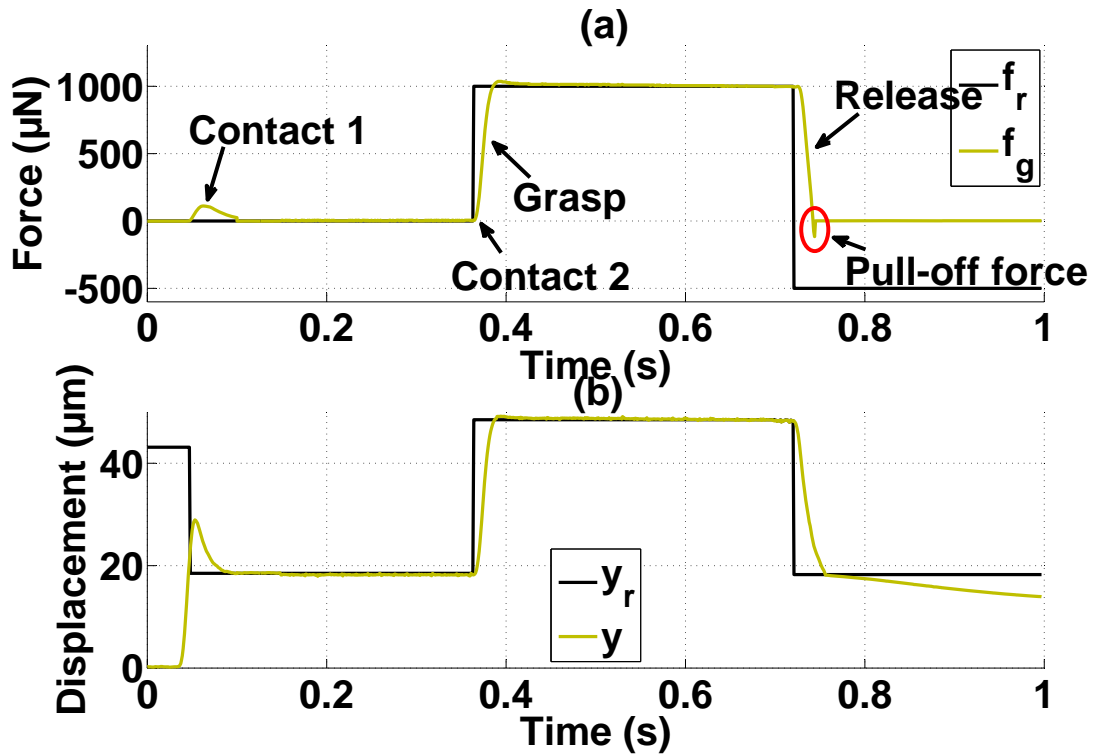 (a)
Force (µN)
1000
500
0
-500
Contact 1
Grasp
Contact 2
Release
Pull-off force
f_r
f_g
0 0.2 0.4 0.6 0.8 1
Time (s)
(b)
Displacement (µm)
40
20
0
y_r
y
0 0.2 0.4 0.6 0.8 1
Time (s)